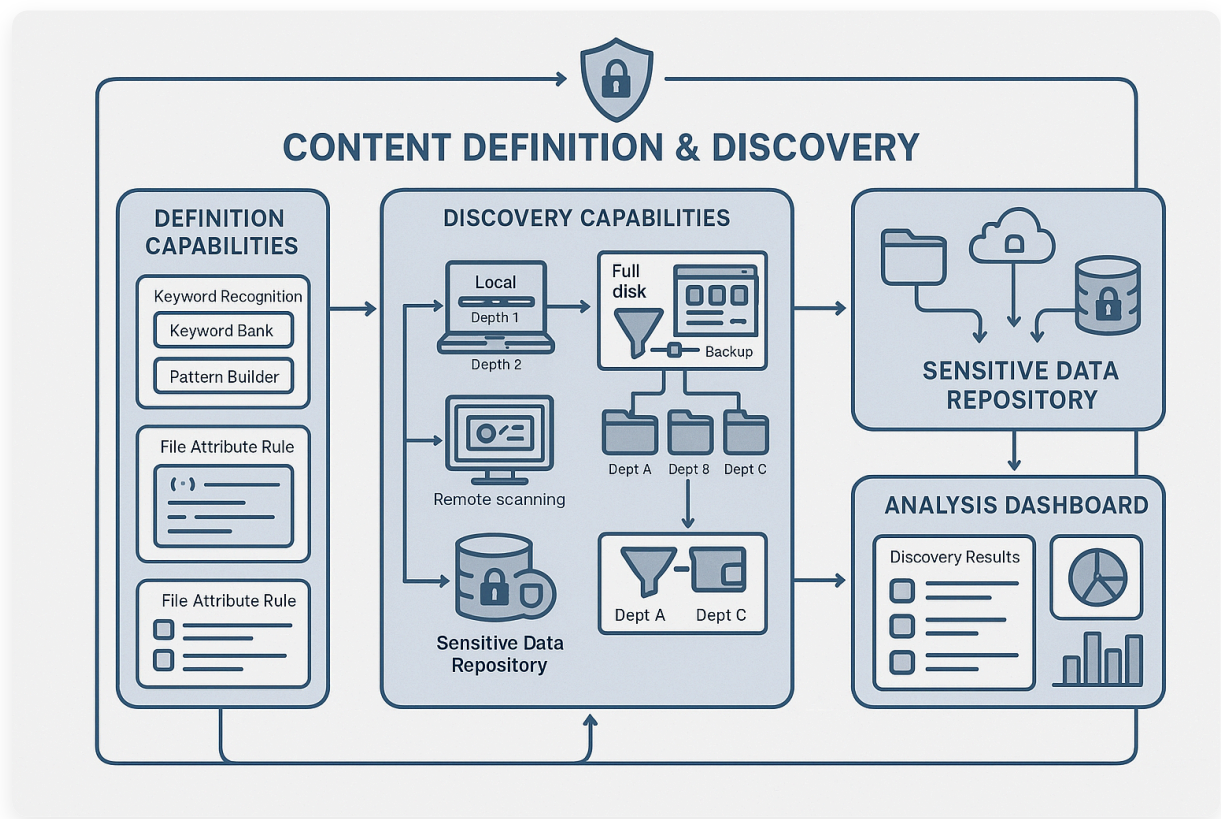 CONTENT DEFINITION & DISCOVERY
DEFINITION
CAPABILITIES
Keyword Recognition
Keyword Bank
Pattern Builder
File Attribute Rule
File Attribute Rule
DISCOVERY CAPABILITIES
Local
Depth 1
Depth 2
Remote scanning
Sensitive Data
Repository
Full
disk
Backup
Dept A
Dept 8
Dept C
Dept A
Dept C
SENSITIVE DATA
REPOSITORY
ANALYSIS DASHBOARD
Discovery Results